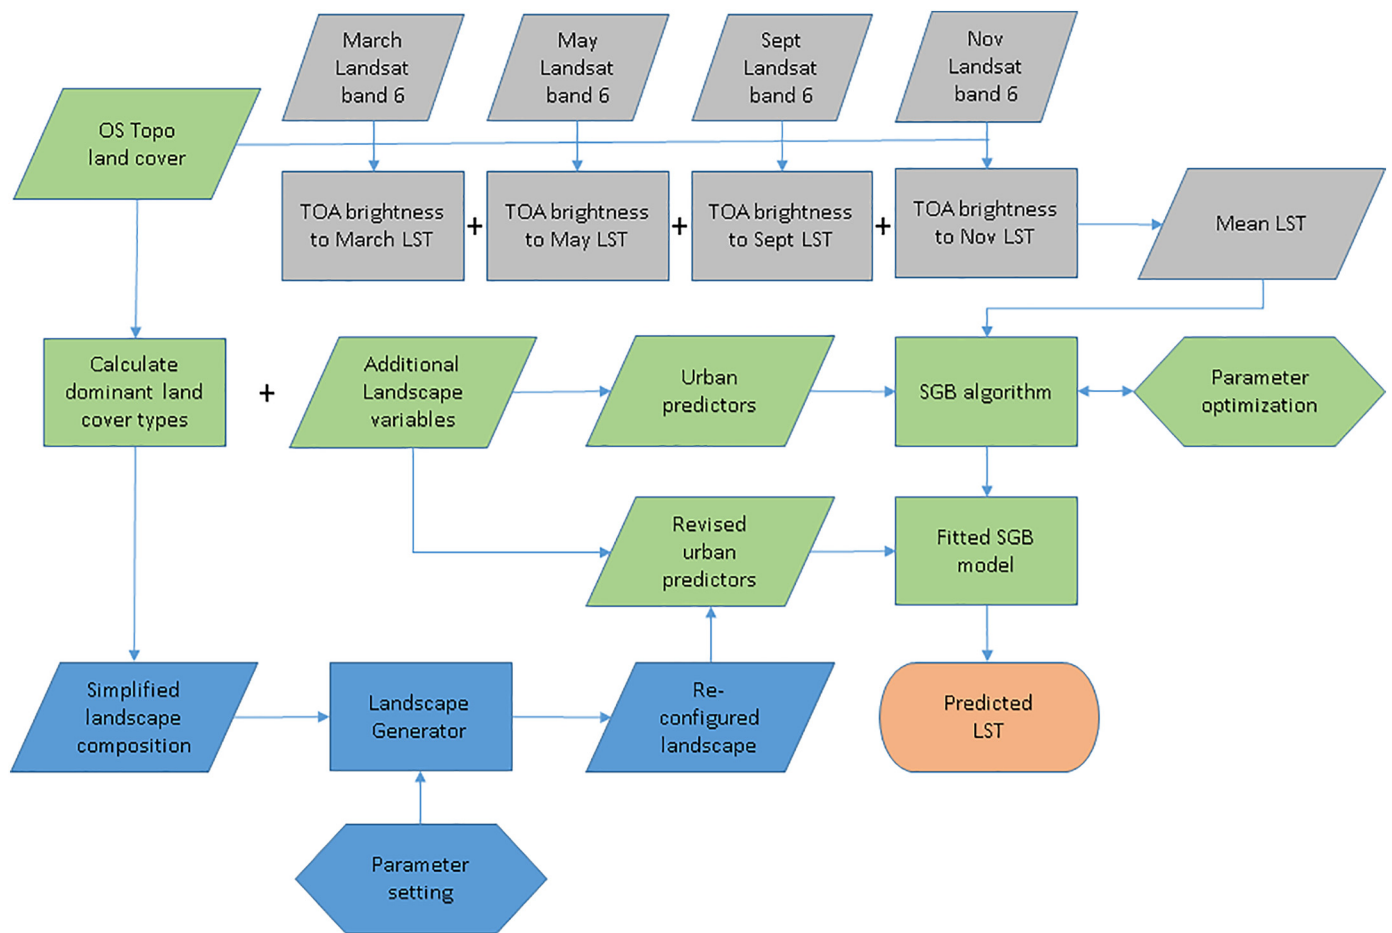 March
Landsat
band 6
May
Landsat
band 6
Sept
Landsat
band 6
Nov
Landsat
band 6
OS Topo
land cover
TOA brightness
to March LST
+
TOA brightness
to May LST
+
TOA brightness
to Sept LST
+
TOA brightness
to Nov LST
Mean LST
Calculate
dominant land
cover types
+
Additional
Landscape
variables
Urban
predictors
SGB algorithm
Parameter
optimization
Revised
urban
predictors
Fitted SGB
model
Simplified
landscape
composition
Landscape
Generator
Re-
configured
landscape
Predicted
LST
Parameter
setting